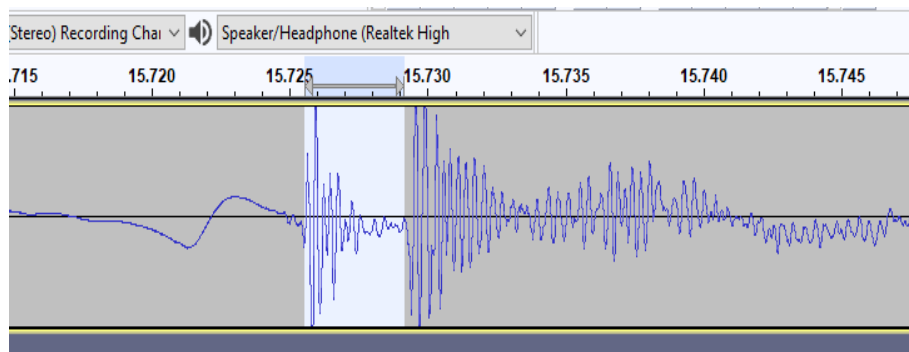 (Stereo) Recording Chai Speaker/Headphone (Realtek High
.715 15.720 15.725 15.730 15.735 15.740 15.745